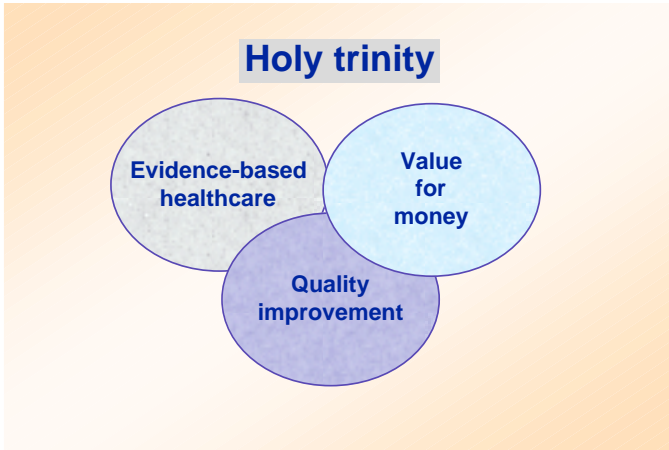 Holy trinity
Evidence-based
healthcare
Value
for
money
Quality
improvement